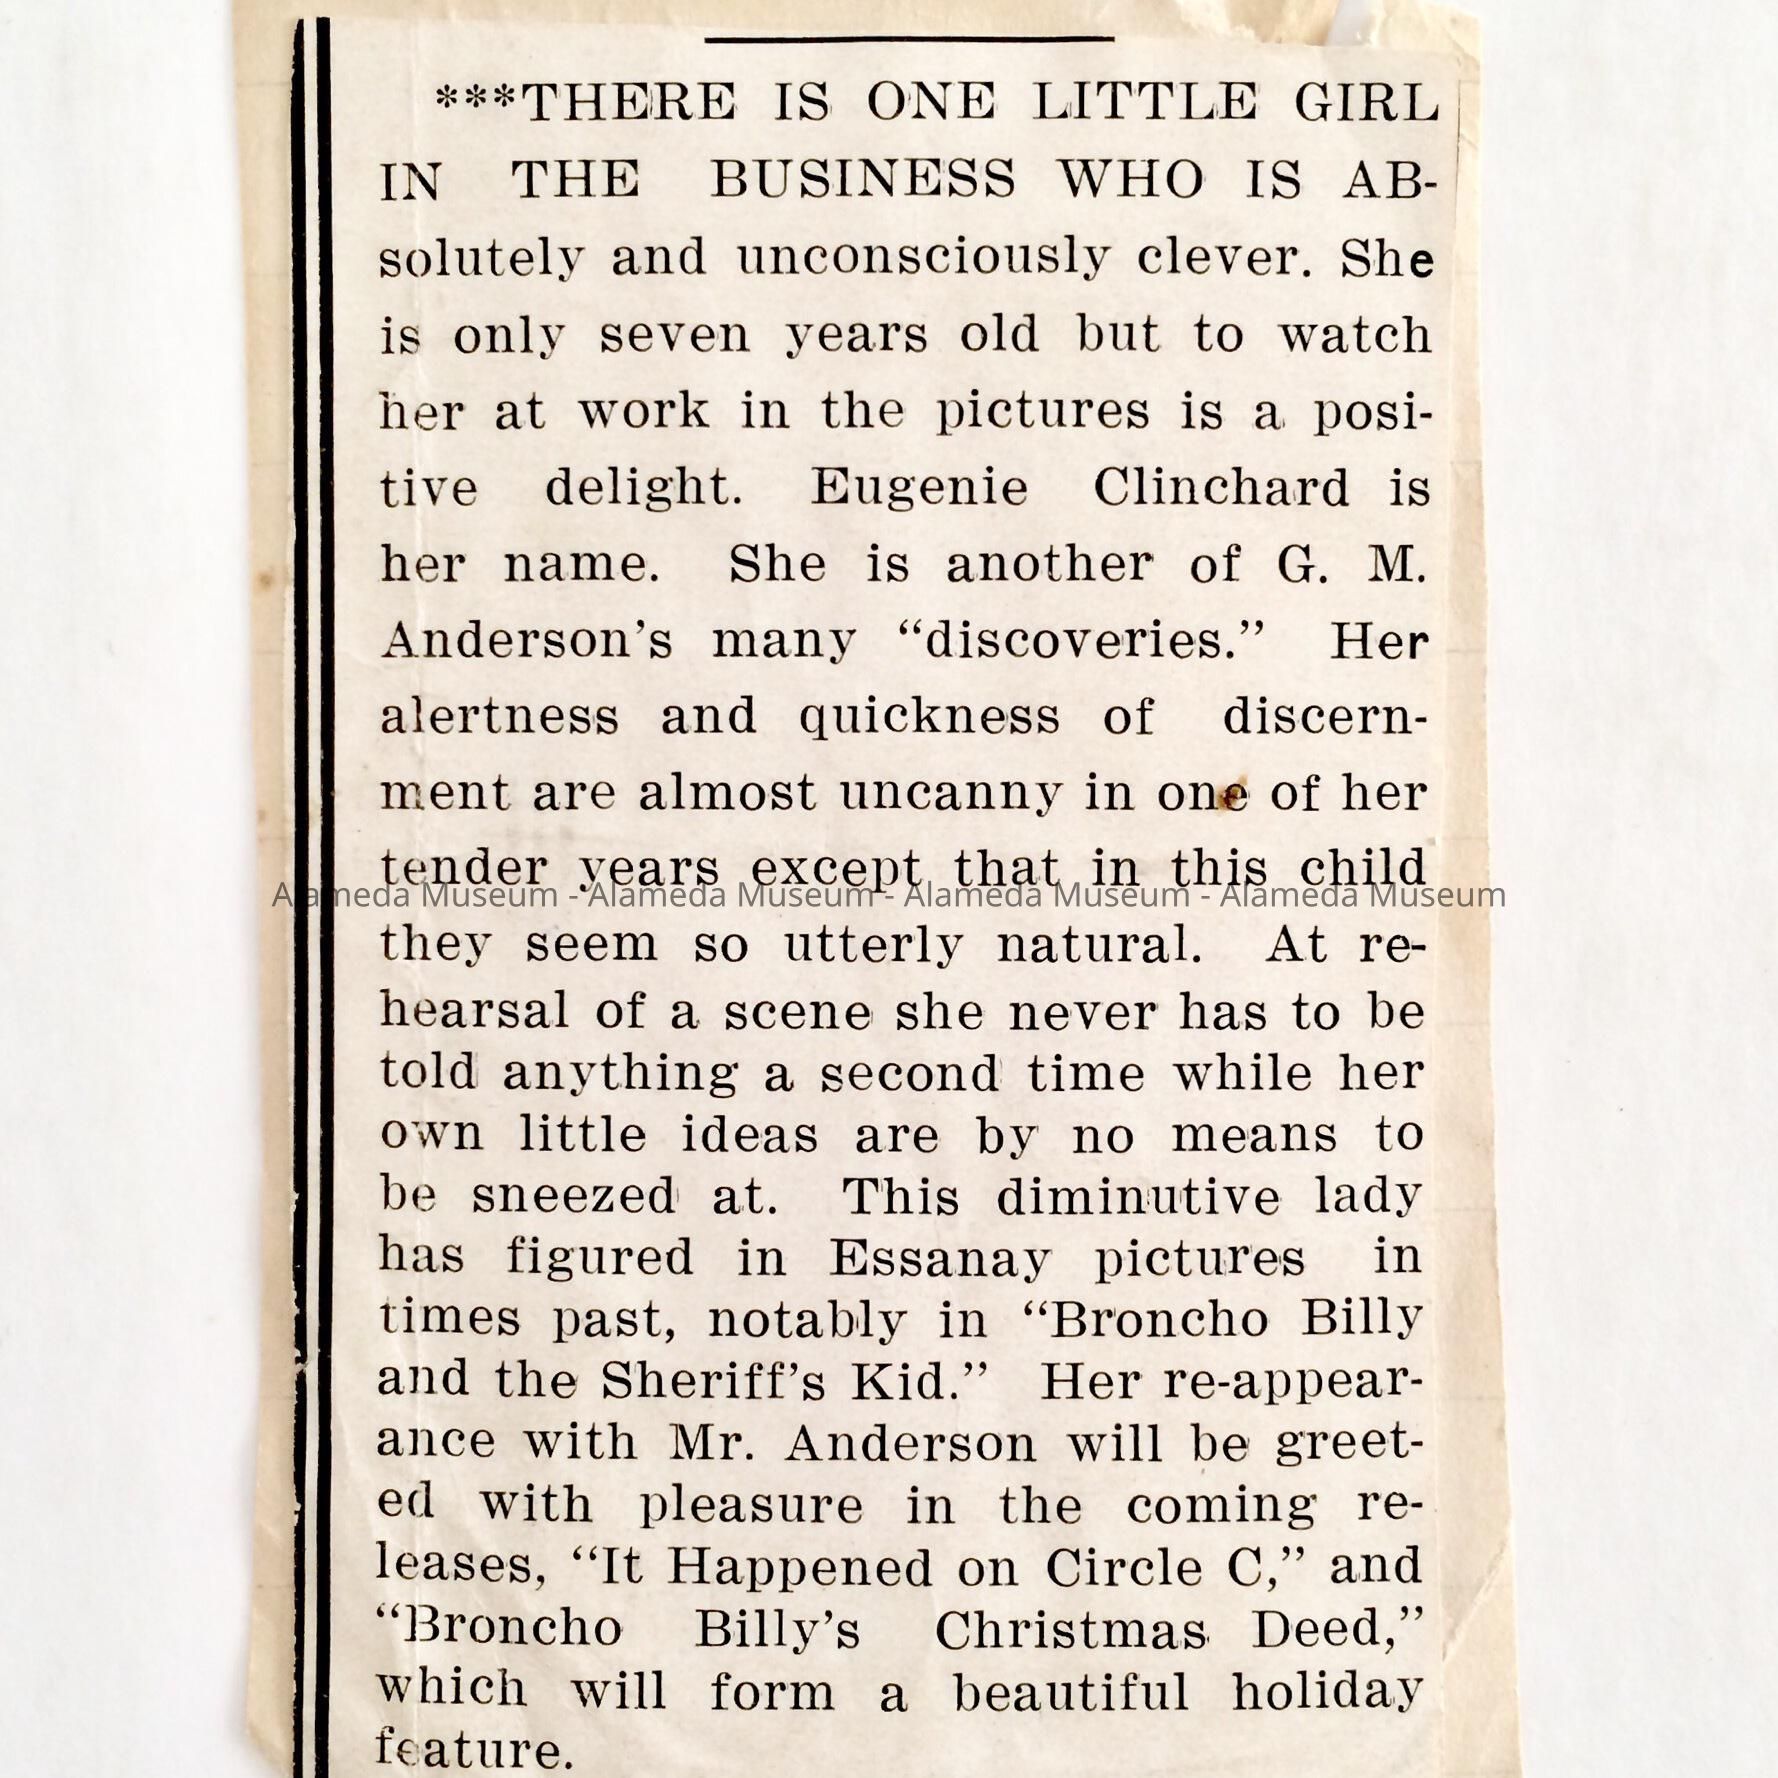 ***THERE IS ONE LITTLE GIRL
IN THE BUSINESS WHO IS AB-
solutely and unconsciously clever. She
is only seven years old but to watch
her at work in the pictures is a posi-
tive delight. Eugenie Clinchard is
her name. She is another of G. M.
Anderson's many “discoveries.” Her
alertness and quickness of discern-
ment are almost uncanny in one of her
tender years except that in this child
Alameda Museum - Alameda Museum - Alameda Museum - Alameda Museum
they seem so utterly natural. At re-
hearsal of a scene she never has to be
told anything a second time while her
own little ideas are by no means to
be sneezed at. This diminutive lady
has figured in Essanay pictures in
times past, notably in “Broncho Billy
and the Sheriff's Kid.” Her re-appear-
ance with Mr. Anderson will be greet-
ed with pleasure in the coming re-
leases, “It Happened on Circle C,” and
“Broncho Billy's Christmas Deed,”
which will form a beautiful holiday
feature.